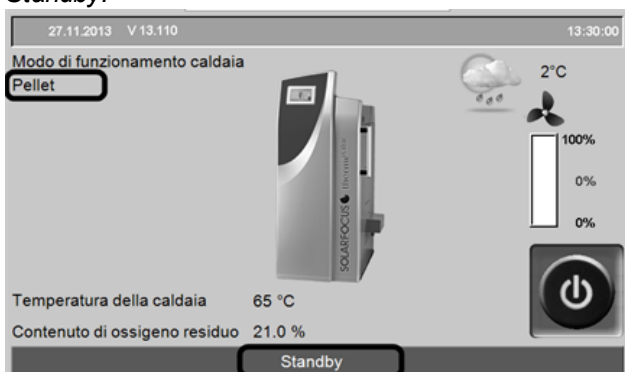 Standby.
27.11.2013 V 13.110 13:30:00
Modo di funzionamento caldaia
Pellet
2°C
100%
0%
0%
SOLARFOCUS
Temperatura della caldaia 65 °C
Contenuto di ossigeno residuo 21.0 %
Standby